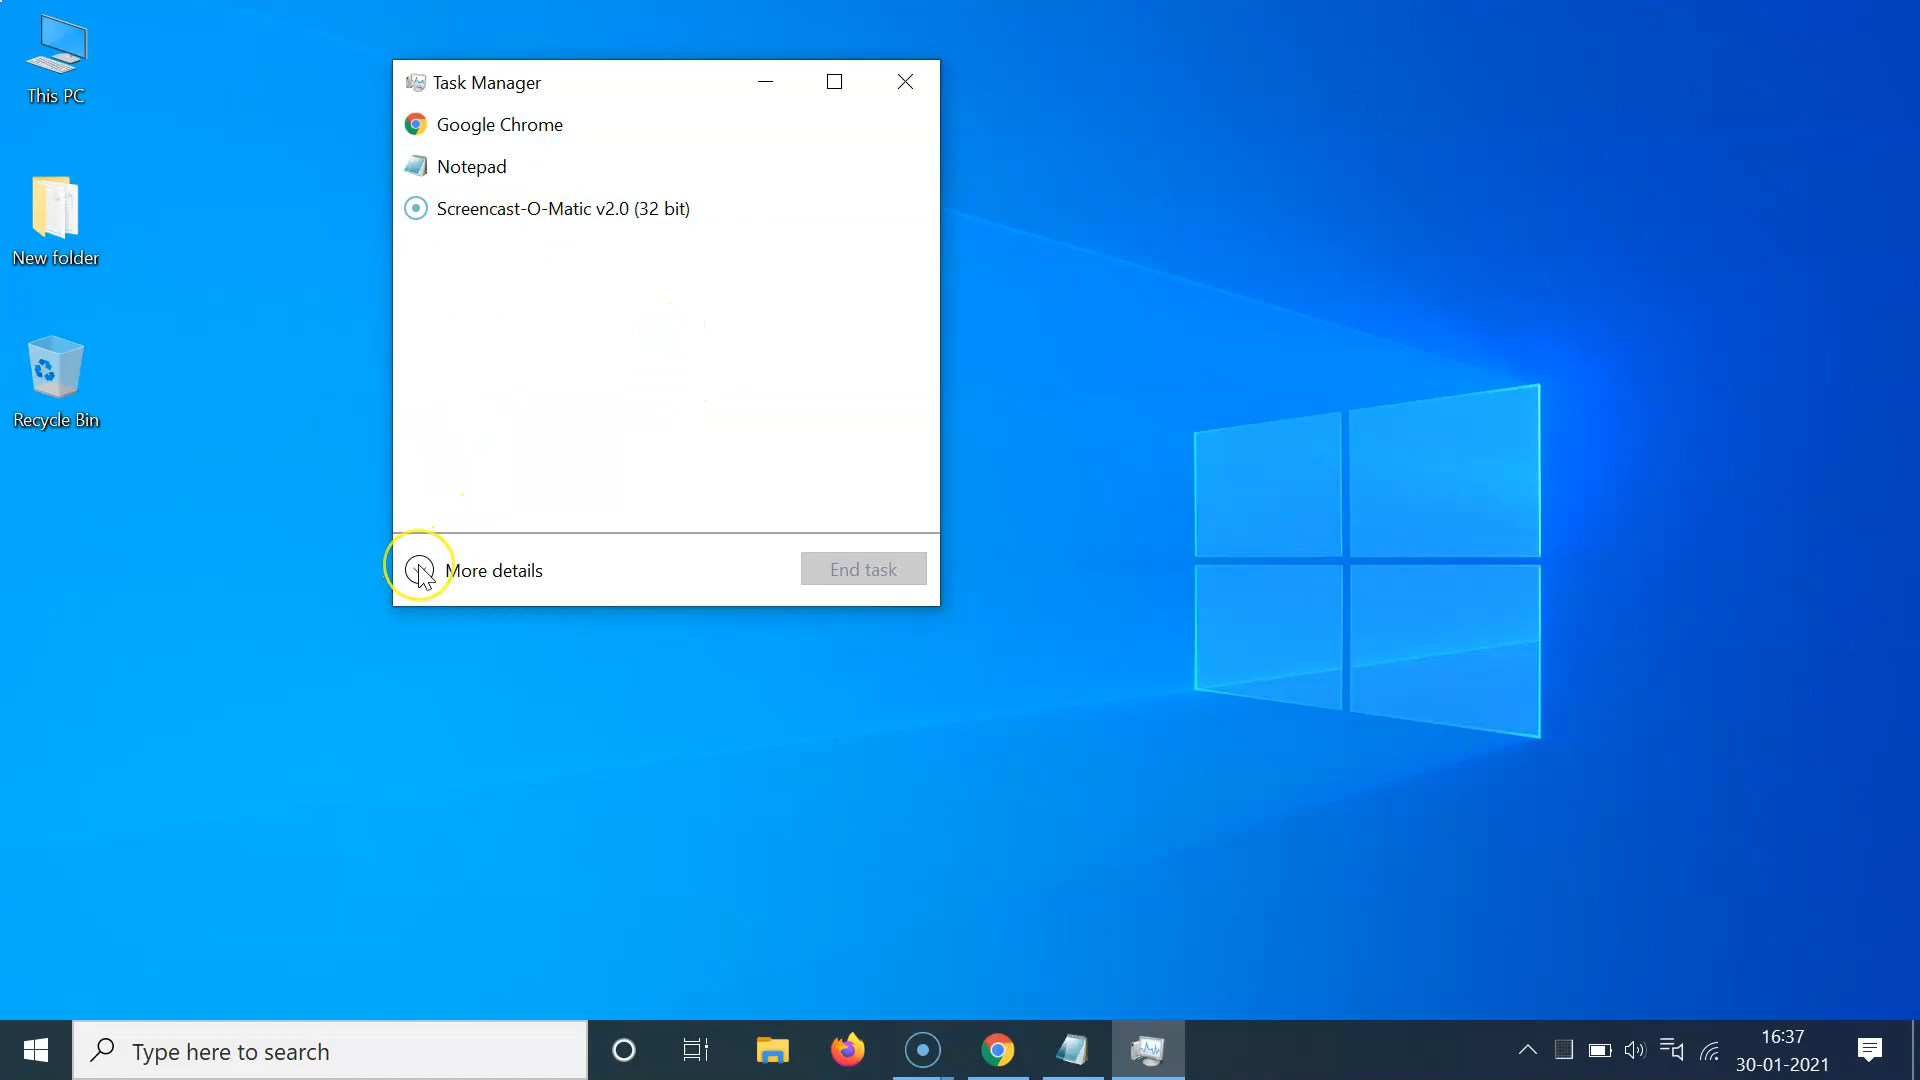 This PC
New folder
Recycle Bin
Task Manager
Google Chrome
Notepad
Screencast-O-Matic v2.0 (32 bit)
More details
End task
Type here to search
16:37
30-01-2021